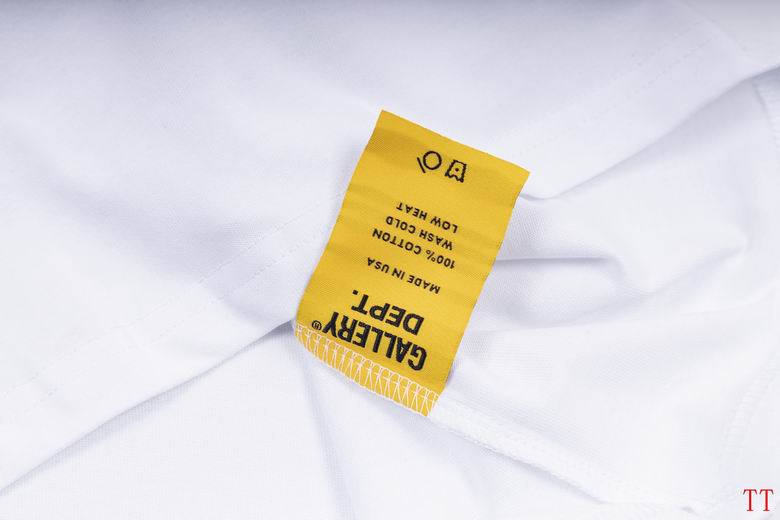 GALLERY®
DEPT.
MADE IN USA
100% COTTON
WASH COLD
LOW HEAT
TT